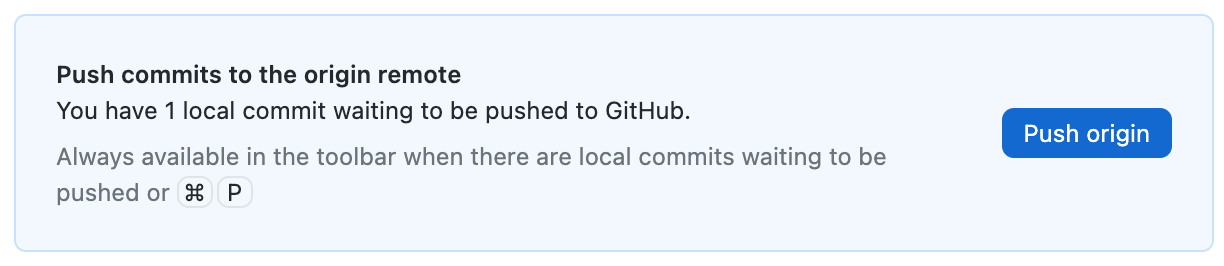 Push commits to the origin remote
You have 1 local commit waiting to be pushed to GitHub.
Always available in the toolbar when there are local commits waiting to be
pushed or ⌘ P
Push origin